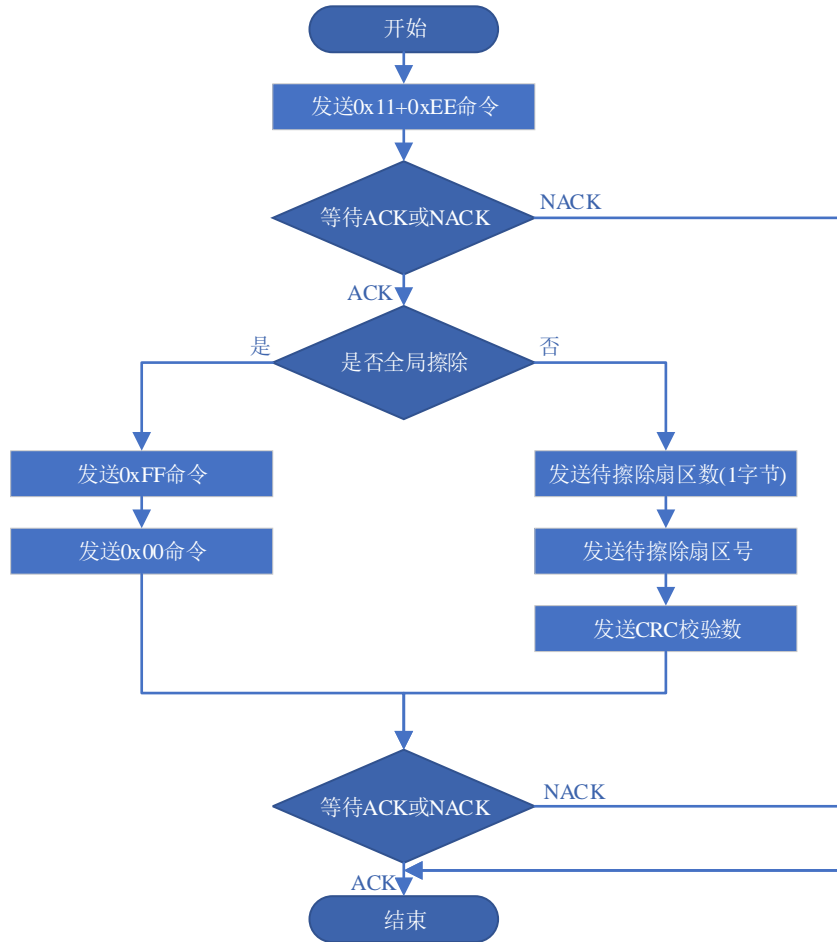 开始
发送0x11+0xEE命令
等待ACK或NACK
NACK
ACK
是否全局擦除
是
否
发送0xFF命令
发送待擦除扇区数(1字节)
发送0x00命令
发送待擦除扇区号
发送CRC校验数
等待ACK或NACK
NACK
ACK
结束